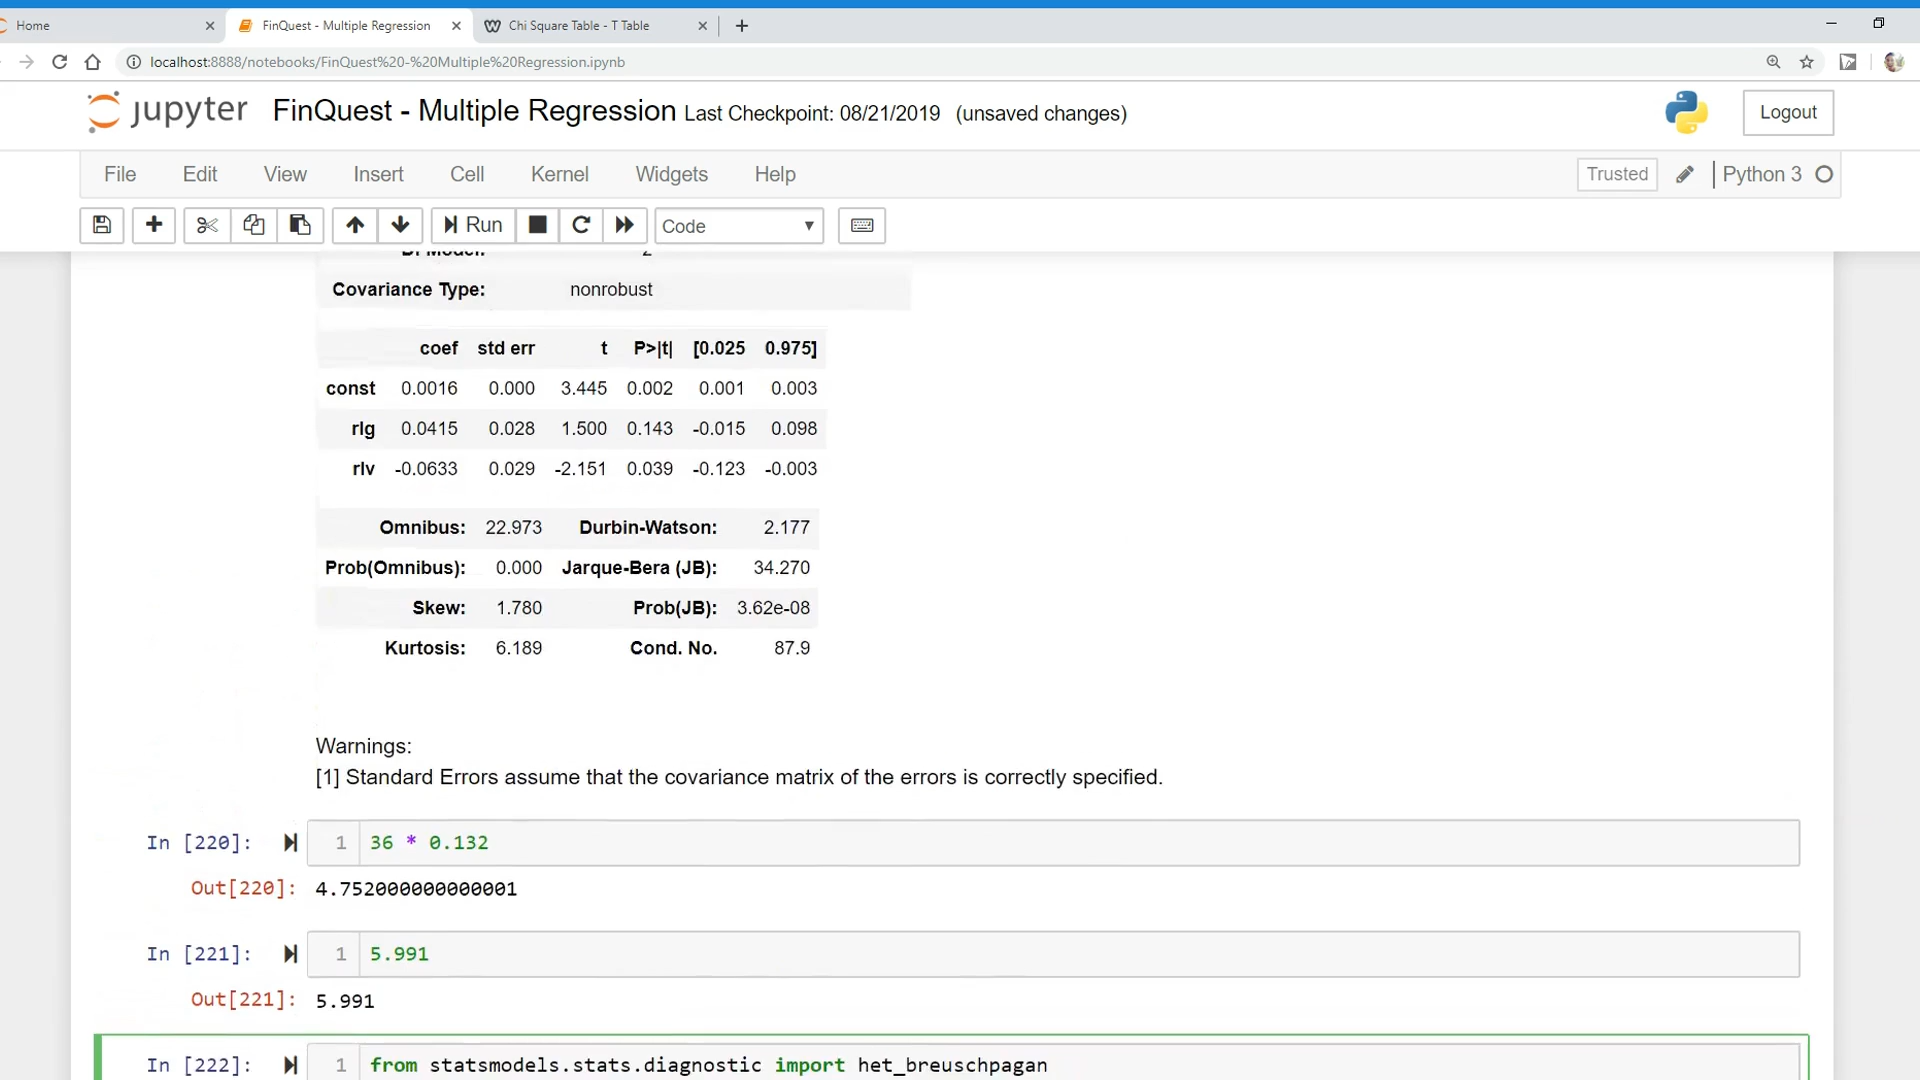 Home
FinQuest - Multiple Regression
Chi Square Table - T Table
localhost:8888/notebooks/FinQuest%20-%20Multiple%20Regression.ipynb
jupyter FinQuest - Multiple Regression Last Checkpoint: 08/21/2019 (unsaved changes)
Logout
File Edit View Insert Cell Kernel Widgets Help
Trusted Python 3
Run Code
Df Model: 2
Covariance Type: nonrobust
coef std err t P>|t| [0.025 0.975]
const 0.0016 0.000 3.445 0.002 0.001 0.003
rlg 0.0415 0.028 1.500 0.143 -0.015 0.098
rlv -0.0633 0.029 -2.151 0.039 -0.123 -0.003
Omnibus: 22.973 Durbin-Watson: 2.177
Prob(Omnibus): 0.000 Jarque-Bera (JB): 34.270
Skew: 1.780 Prob(JB): 3.62e-08
Kurtosis: 6.189 Cond. No. 87.9
Warnings:
[1] Standard Errors assume that the covariance matrix of the errors is correctly specified.
In [220]: 1 36 * 0.132
Out[220]: 4.752000000000001
In [221]: 1 5.991
Out[221]: 5.991
In [222]: 1 from statsmodels.stats.diagnostic import het_breuschpagan